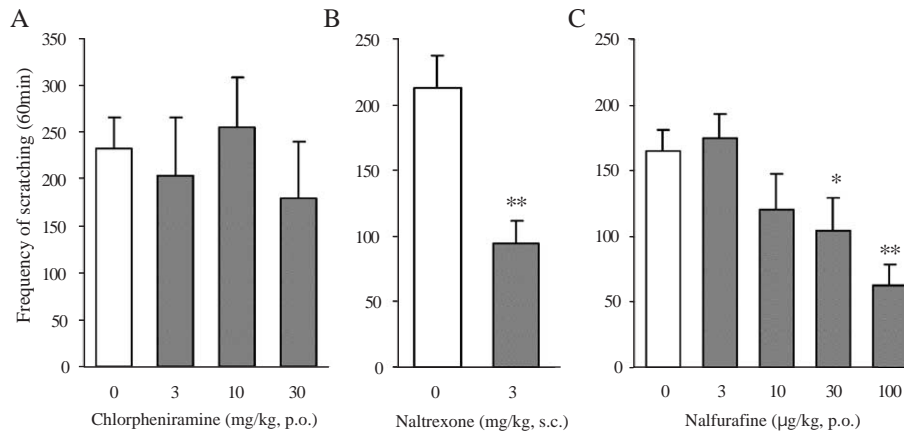 A
B
C
Frequency of scratching (60min)
400
350
300
250
200
150
100
50
0
0 3 10 30
Chlorpheniramine (mg/kg, p.o.)
250
200
150
100
50
0
**
0 3
Naltrexone (mg/kg, s.c.)
250
200
150
100
50
0
*
**
0 3 10 30 100
Nalfurafine (μg/kg, p.o.)